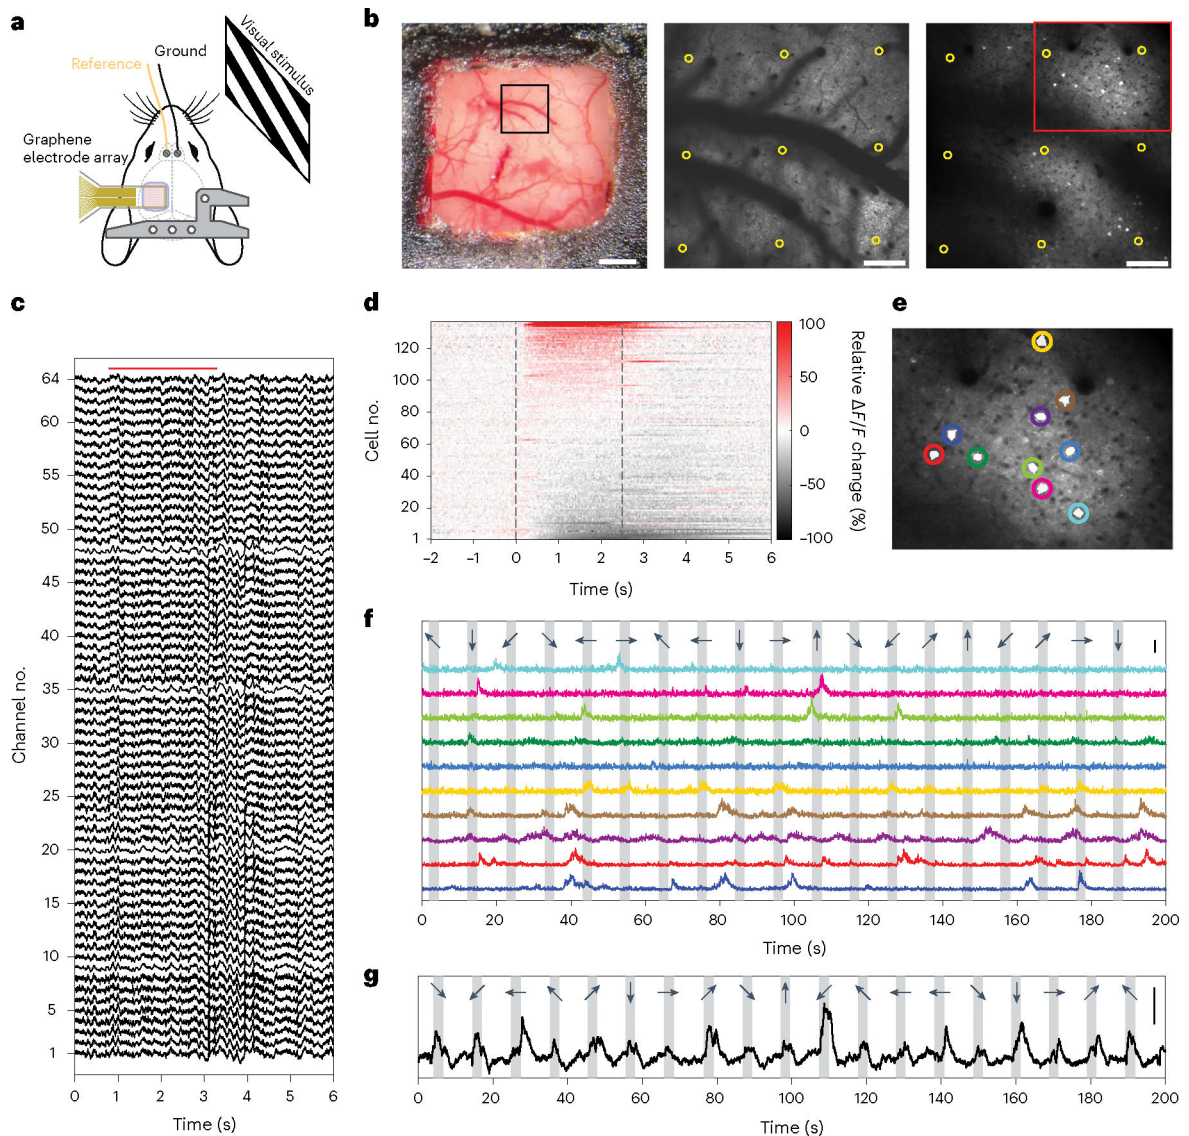 a
Visual stimulus
Ground
Reference
Graphene
electrode array
b
c
64
60
55
50
45
40
35
30
25
20
15
10
5
1
Channel no.
0 1 2 3 4 5 6
Time (s)
d
120
100
80
60
40
20
1
Cell no.
–2 –1 0 1 2 3 4 5 6
Time (s)
100
50
0
–50
–100
Relative ΔF/F change (%)
e
f
0 20 40 60 80 100 120 140 160 180 200
Time (s)
g
0 20 40 60 80 100 120 140 160 180 200
Time (s)